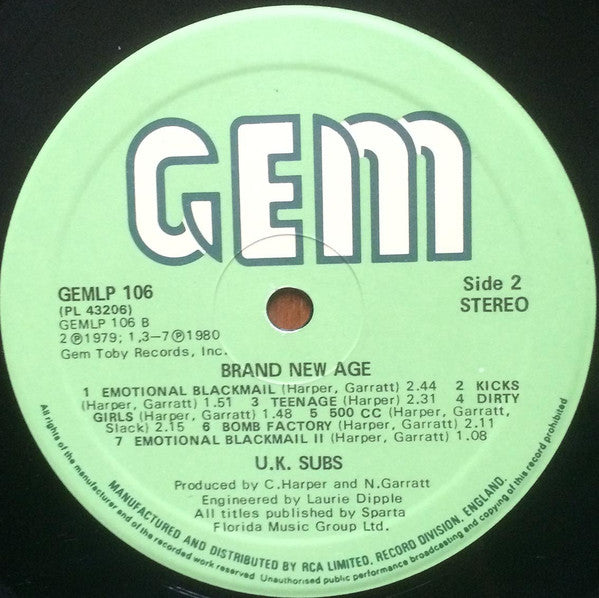 GEM
GEMLP 106
(PL 43206)
GEMLP 106 B
2 ℗1979; 1,3–7℗1980
Gem Toby Records, Inc.
Side 2
STEREO
BRAND NEW AGE
1 EMOTIONAL BLACKMAIL (Harper, Garratt) 2.44 2 KICKS
(Harper, Garratt) 1.51 3 TEENAGE (Harper) 2.31 4 DIRTY
GIRLS (Harper, Garratt) 1.48 5 500 CC (Harper, Garratt,
Slack) 2.15 6 BOMB FACTORY (Harper, Garratt) 2.11
7 EMOTIONAL BLACKMAIL II (Harper, Garratt) 1.08
U.K. SUBS
Produced by C.Harper and N.Garratt
Engineered by Laurie Dipple
All titles published by Sparta
Florida Music Group Ltd.
MANUFACTURED AND DISTRIBUTED BY RCA LIMITED, RECORD DIVISION, ENGLAND.
All rights of the manufacturer and of the owner of the recorded work reserved Unauthorised public performance broadcasting and copying of this record prohibited